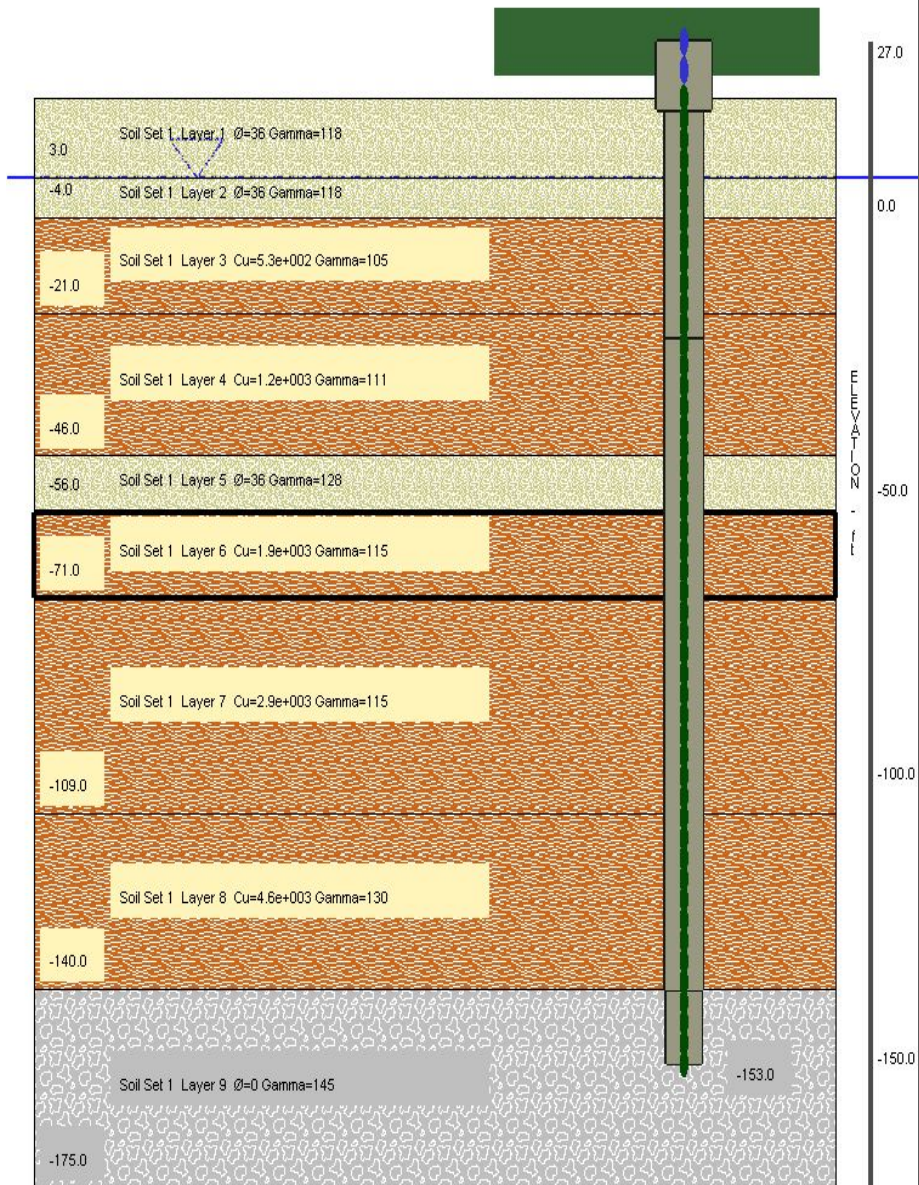 27.0
Soil Set 1 Layer 1 Ø=36 Gamma=118
3.0
-4.0
Soil Set 1 Layer 2 Ø=36 Gamma=118
0.0
Soil Set 1 Layer 3 Cu=5.3e+002 Gamma=105
-21.0
Soil Set 1 Layer 4 Cu=1.2e+003 Gamma=111
-46.0
ELEVATION - ft
Soil Set 1 Layer 5 Ø=36 Gamma=128
-56.0
-50.0
Soil Set 1 Layer 6 Cu=1.9e+003 Gamma=115
-71.0
Soil Set 1 Layer 7 Cu=2.9e+003 Gamma=115
-100.0
-109.0
Soil Set 1 Layer 8 Cu=4.6e+003 Gamma=130
-140.0
-150.0
-153.0
Soil Set 1 Layer 9 Ø=0 Gamma=145
-175.0